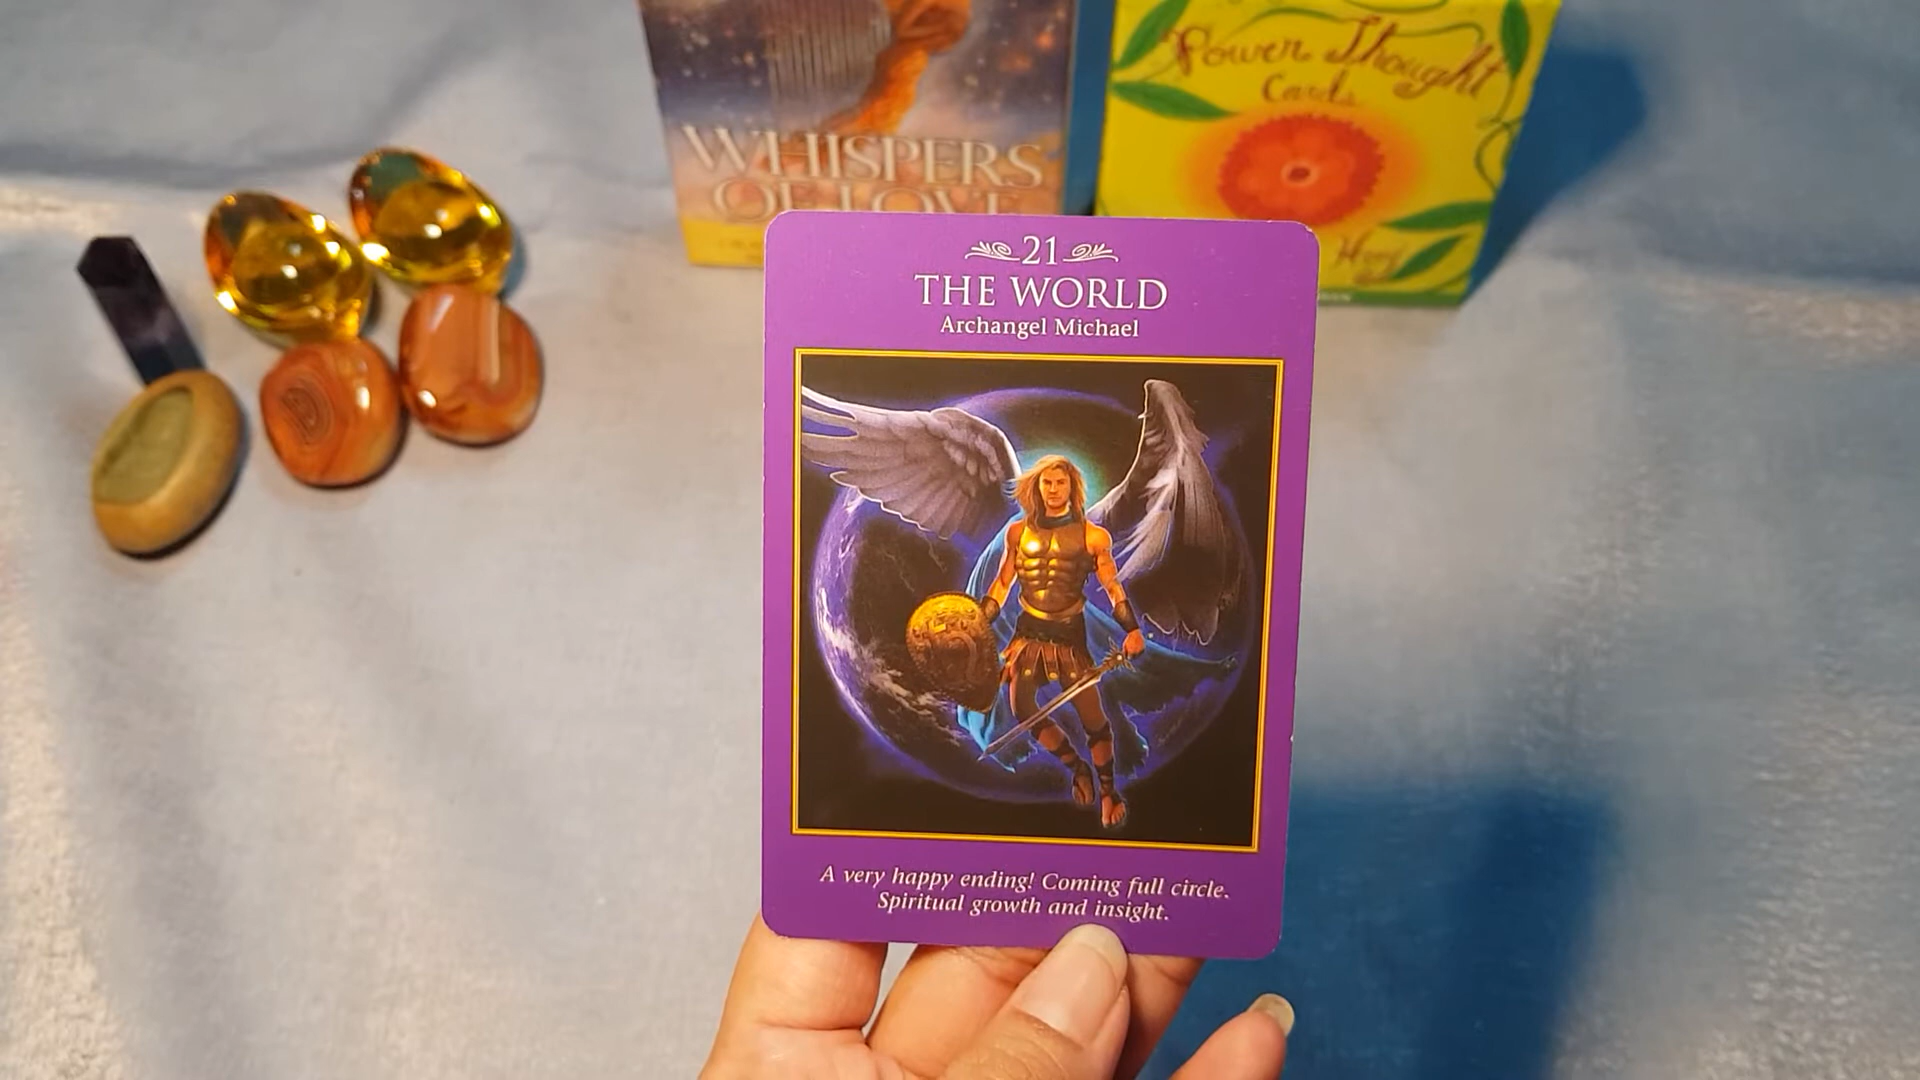 WHISPERS
OF LOVE
Power Thought
Cards
21
THE WORLD
Archangel Michael
A very happy ending! Coming full circle.
Spiritual growth and insight.